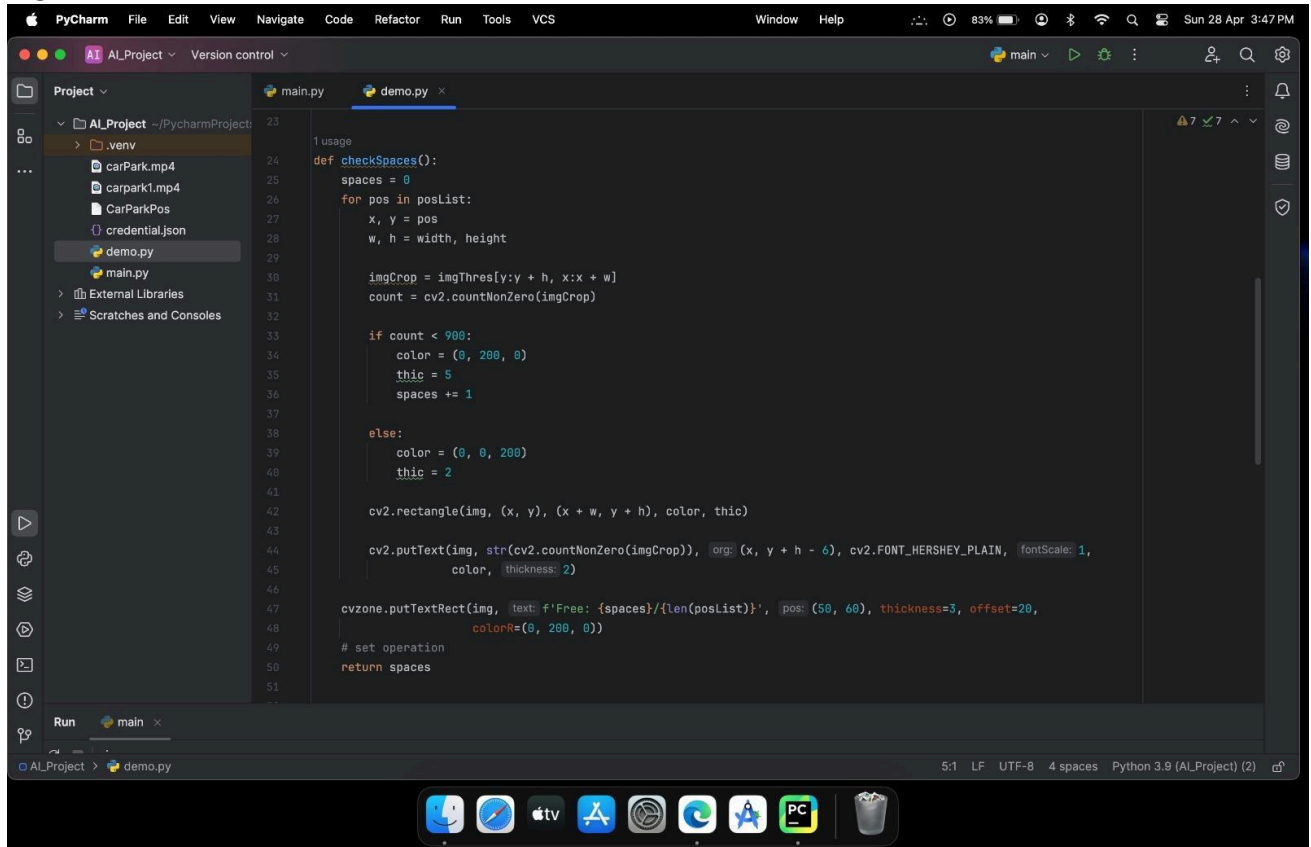 PyCharm File Edit View Navigate Code Refactor Run Tools VCS Window Help 83% Sun 28 Apr 3:47 PM
AI AI_Project Version control main
Project main.py demo.py
AI_Project ~/PycharmProjects
.venv
carPark.mp4
carpark1.mp4
CarParkPos
credential.json
demo.py
main.py
External Libraries
Scratches and Consoles
7 7
23
1 usage
24 def checkSpaces():
25 spaces = 0
26 for pos in posList:
27 x, y = pos
28 w, h = width, height
29
30 imgCrop = imgThres[y:y + h, x:x + w]
31 count = cv2.countNonZero(imgCrop)
32
33 if count < 900:
34 color = (0, 200, 0)
35 thic = 5
36 spaces += 1
37
38 else:
39 color = (0, 0, 200)
40 thic = 2
41
42 cv2.rectangle(img, (x, y), (x + w, y + h), color, thic)
43
44 cv2.putText(img, str(cv2.countNonZero(imgCrop)), org: (x, y + h - 6), cv2.FONT_HERSHEY_PLAIN, fontScale: 1,
45 color, thickness: 2)
46
47 cvzone.putTextRect(img, text: f'Free: {spaces}/{len(posList)}', pos: (50, 60), thickness=3, offset=20,
48 colorR=(0, 200, 0))
49 # set operation
50 return spaces
51
Run main
AI_Project > demo.py 5:1 LF UTF-8 4 spaces Python 3.9 (AI_Project) (2)
tv PC